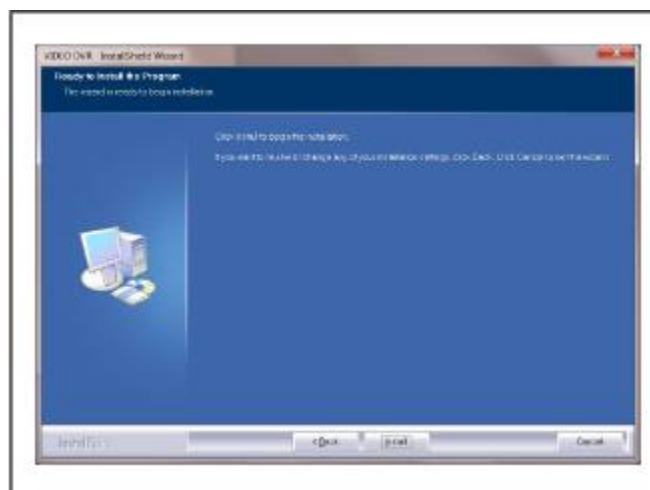 VIDEO DVR InstallShield Wizard
Ready to Install the Program
The wizard is ready to begin installation.
Click Install to begin the installation.
If you want to review or change any of your installation settings, click Back. Click Cancel to exit the wizard.
InstallShield
< Back Install Cancel